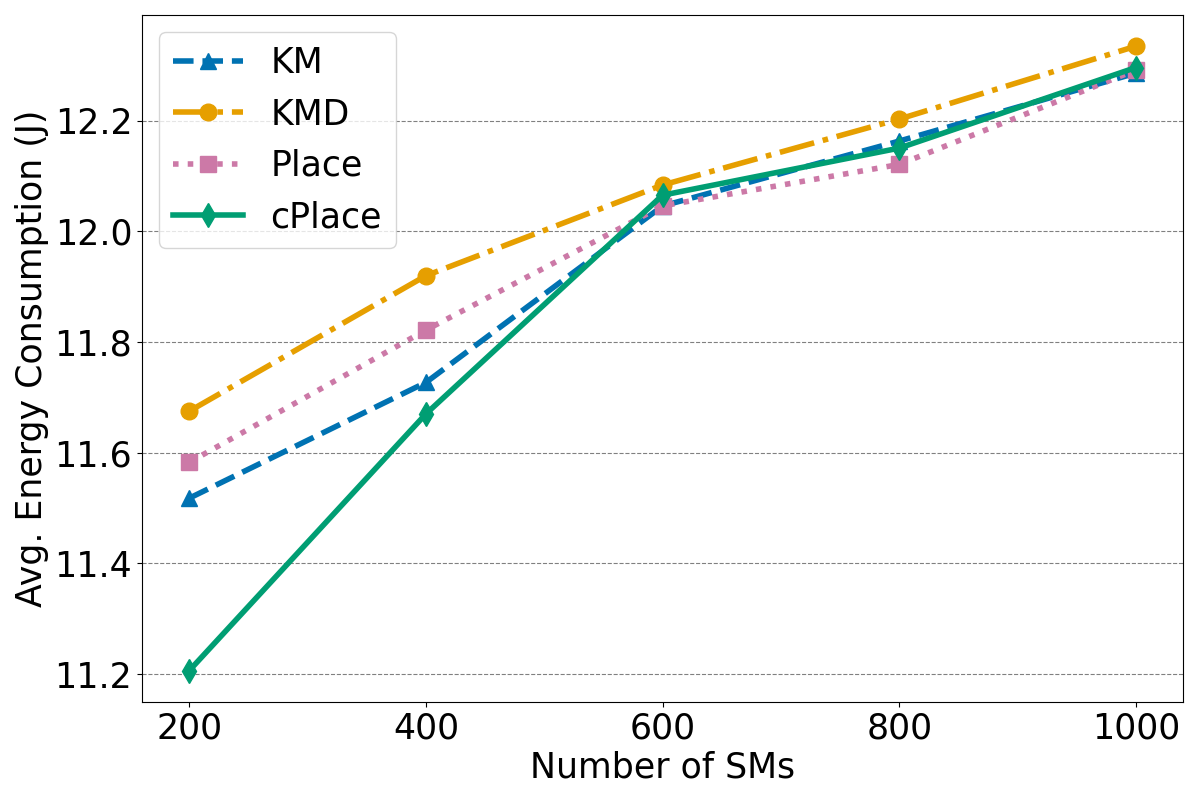 KM
KMD
Place
cPlace
Avg. Energy Consumption (J)
12.2
12.0
11.8
11.6
11.4
11.2
200 400 600 800 1000
Number of SMs